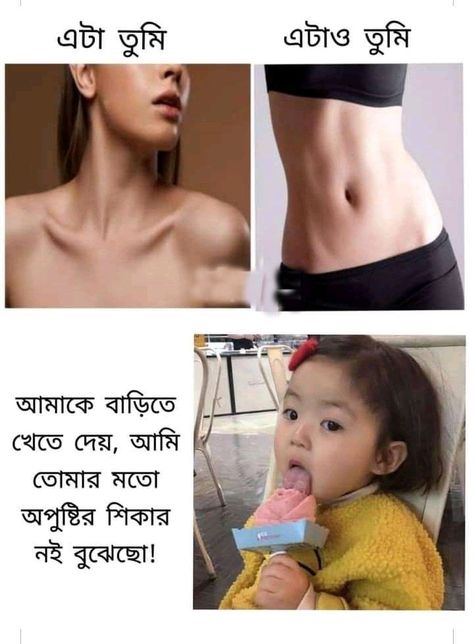 এটা তুমি
এটাও তুমি
আমাকে বাড়িতে
খেতে দেয়, আমি
তোমার মতো
অপুষ্টির শিকার
নই বুঝেছো!